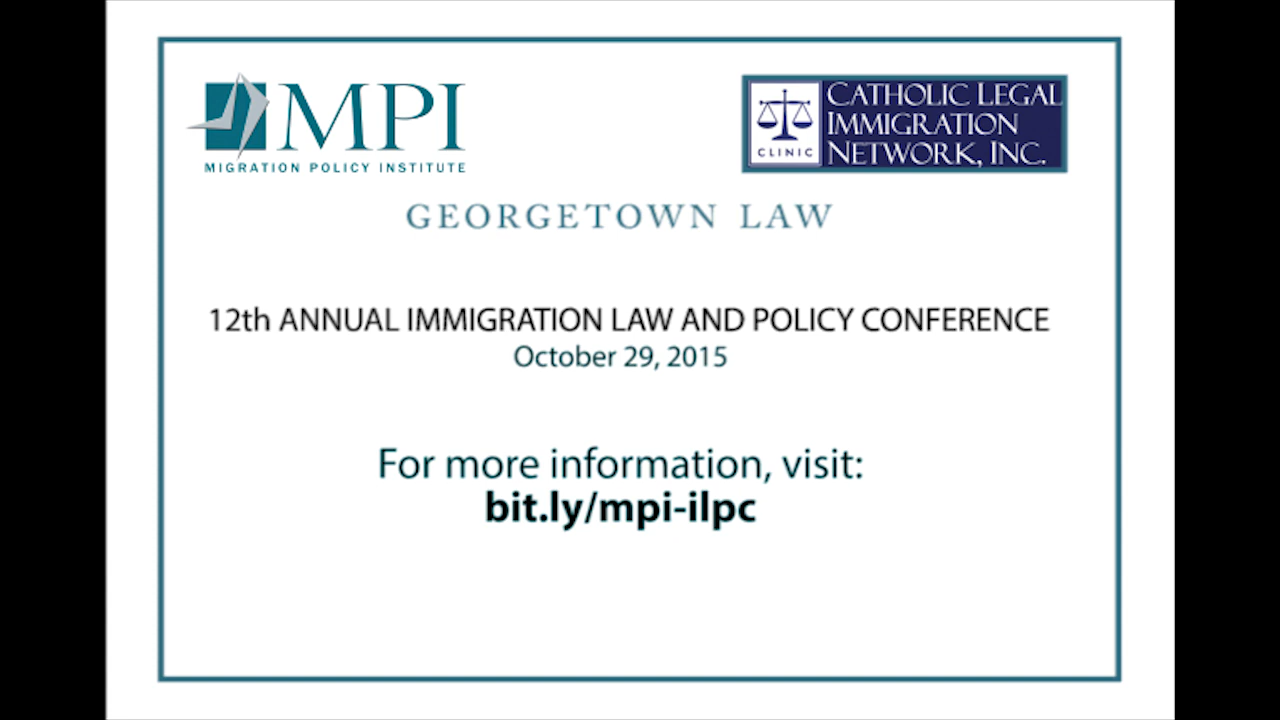 MPI
MIGRATION POLICY INSTITUTE
CLINIC
CATHOLIC LEGAL
IMMIGRATION
NETWORK, INC.
GEORGETOWN LAW
12th ANNUAL IMMIGRATION LAW AND POLICY CONFERENCE
October 29, 2015
For more information, visit:
bit.ly/mpi-ilpc